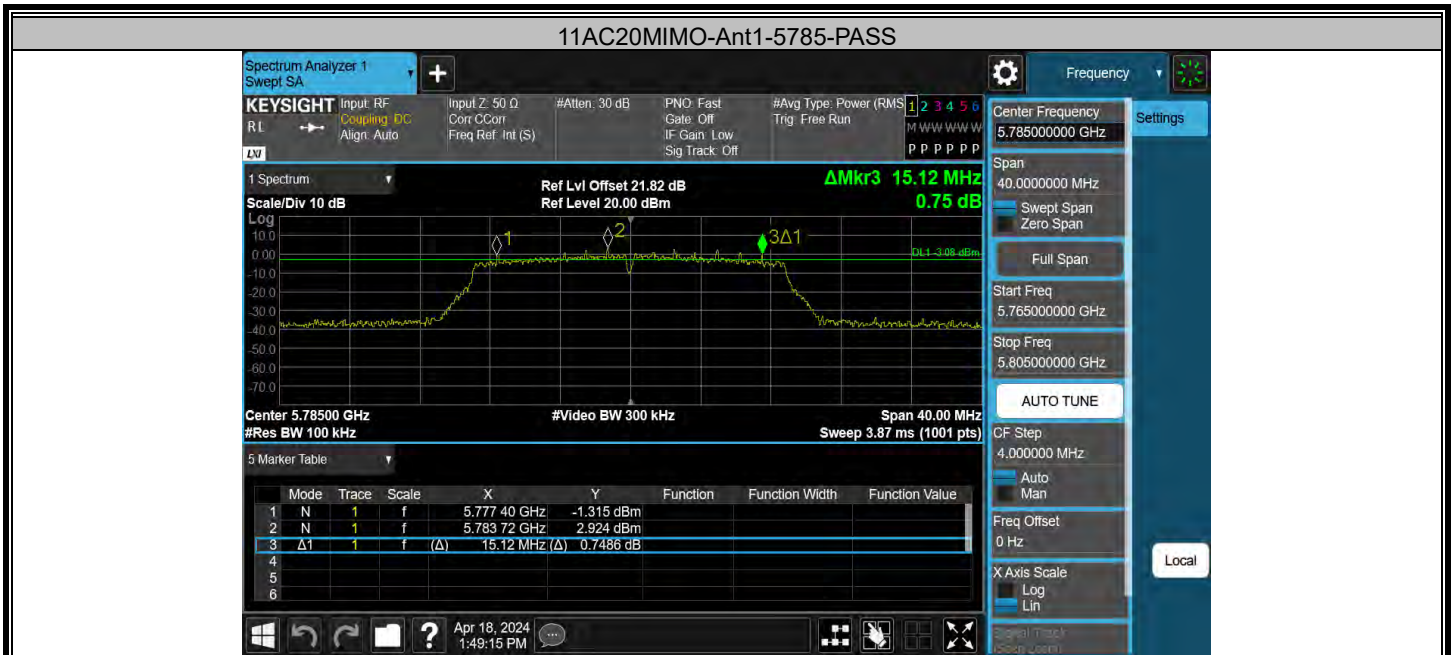 11AC20MIMO-Ant1-5785-PASS
Spectrum Analyzer 1
Swept SA
Frequency
KEYSIGHT
RL
LXI
Input: RF
Coupling: DC
Align: Auto
Input Z: 50 Ω
Corr CCorr
Freq Ref: Int (S)
#Atten: 30 dB
PNO: Fast
Gate: Off
IF Gain: Low
Sig Track: Off
#Avg Type: Power (RMS
Trig: Free Run
1 2 3 4 5 6
M W W W W W
P P P P P P
1 Spectrum
Scale/Div 10 dB
Ref Lvl Offset 21.82 dB
Ref Level 20.00 dBm
ΔMkr3 15.12 MHz
0.75 dB
Log
10.0
0.00
-10.0
-20.0
-30.0
-40.0
-50.0
-60.0
-70.0
1
2
3Δ1
DL1 -3.08 dBm
Center 5.78500 GHz
#Res BW 100 kHz
#Video BW 300 kHz
Span 40.00 MHz
Sweep 3.87 ms (1001 pts)
5 Marker Table
Mode Trace Scale X Y Function Function Width Function Value
1 N 1 f 5.777 40 GHz -1.315 dBm
2 N 1 f 5.783 72 GHz 2.924 dBm
3 Δ1 1 f (Δ) 15.12 MHz (Δ) 0.7486 dB
4
5
6
Apr 18, 2024
1:49:15 PM
Center Frequency
5.785000000 GHz
Settings
Span
40.0000000 MHz
Swept Span
Zero Span
Full Span
Start Freq
5.765000000 GHz
Stop Freq
5.805000000 GHz
AUTO TUNE
CF Step
4.000000 MHz
Auto
Man
Freq Offset
0 Hz
X Axis Scale
Log
Lin
Local
Signal Track
(Span Zoom)